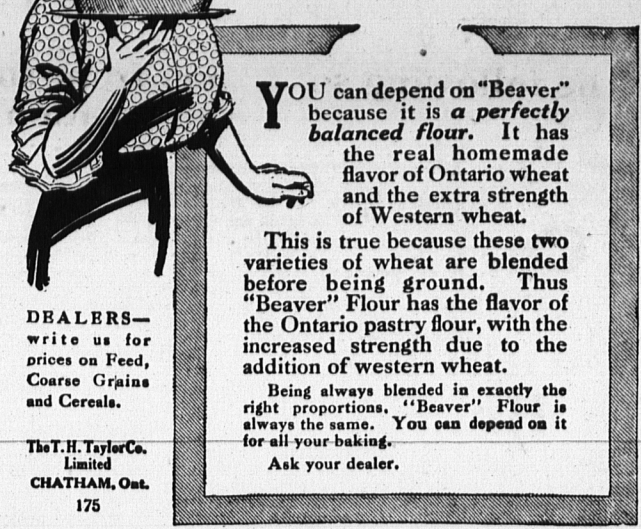 YOU can depend on "Beaver"
because it is a perfectly
balanced flour. It has
the real homemade
flavor of Ontario wheat
and the extra strength
of Western wheat.
This is true because these two
varieties of wheat are blended
before being ground. Thus
"Beaver" Flour has the flavor of
the Ontario pastry flour, with the
increased strength due to the
addition of western wheat.
Being always blended in exactly the
right proportions, "Beaver" Flour is
always the same. You can depend on it
for all your baking.
Ask your dealer.
DEALERS—
write us for
prices on Feed,
Coarse Grains
and Cereals.
The T. H. Taylor Co.
Limited
CHATHAM, Ont.
175